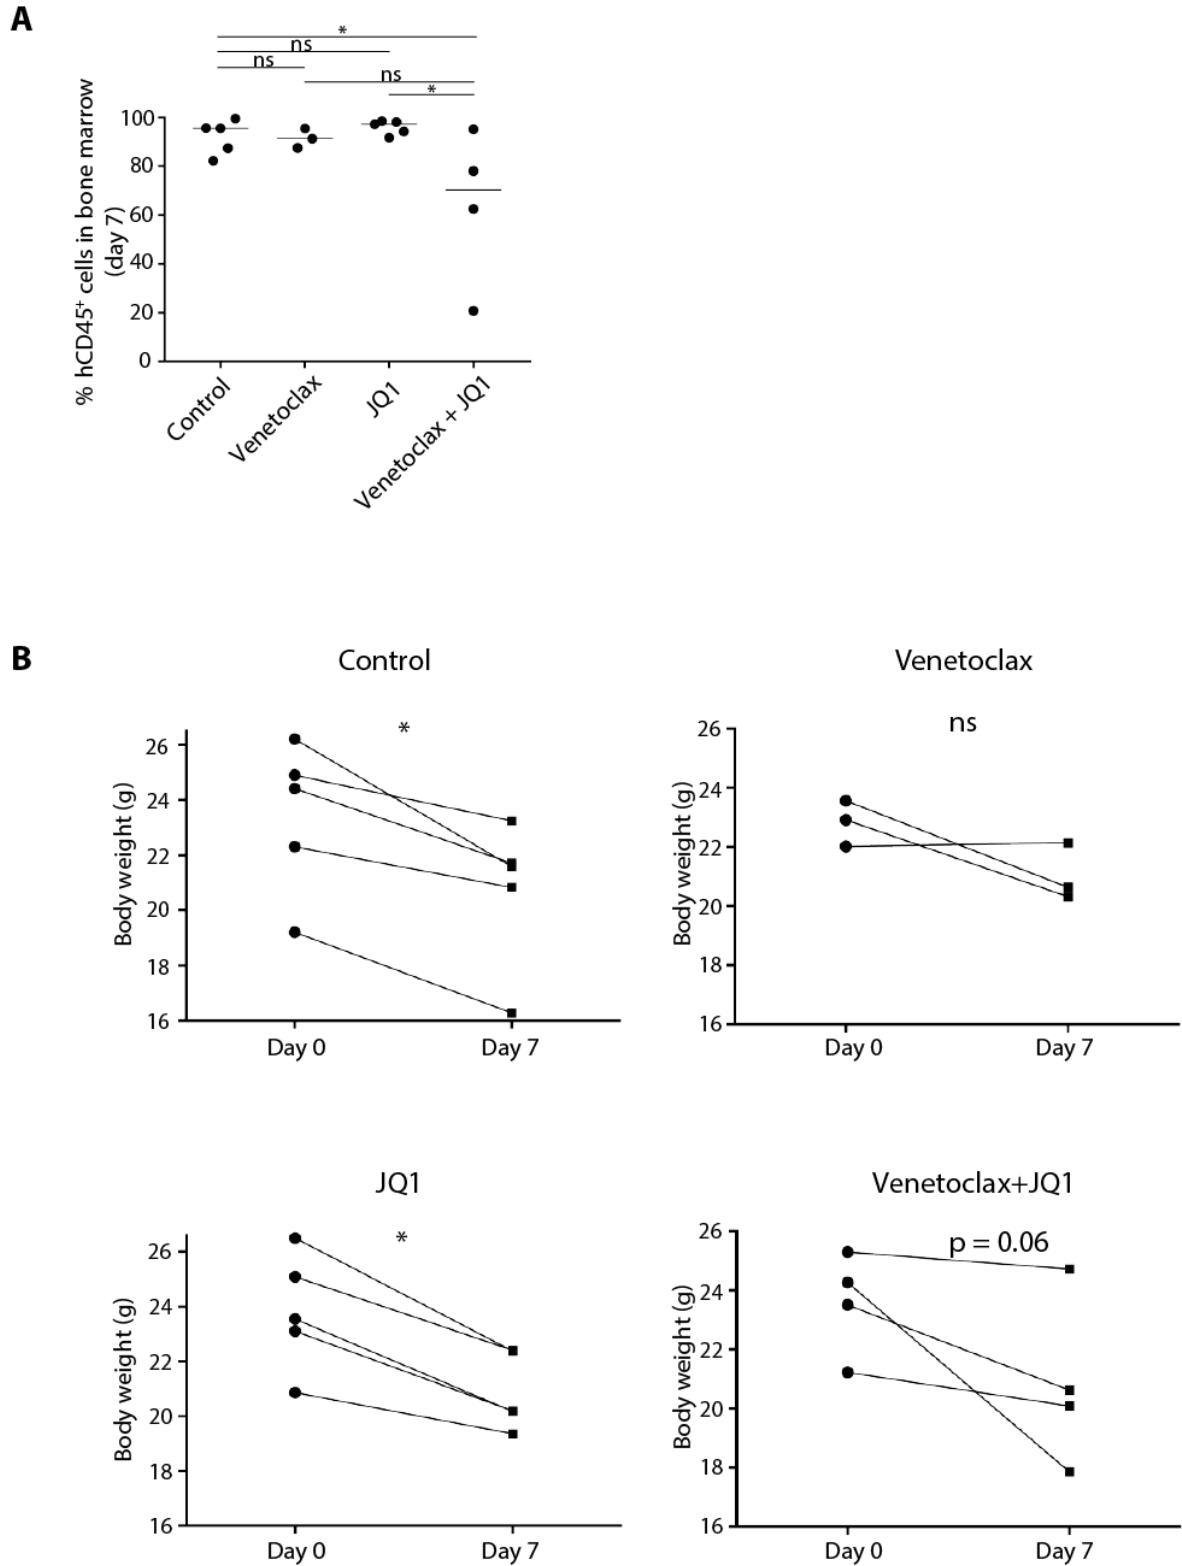 A
*
ns
ns
ns
*
% hCD45+ cells in bone marrow
(day 7)
100
80
60
40
20
0
Control
Venetoclax
JQ1
Venetoclax + JQ1
B
Control
*
Body weight (g)
26
24
22
20
18
16
Day 0 Day 7
Venetoclax
ns
Body weight (g)
26
24
22
20
18
16
Day 0 Day 7
JQ1
*
Body weight (g)
26
24
22
20
18
16
Day 0 Day 7
Venetoclax+JQ1
p = 0.06
Body weight (g)
26
24
22
20
18
16
Day 0 Day 7